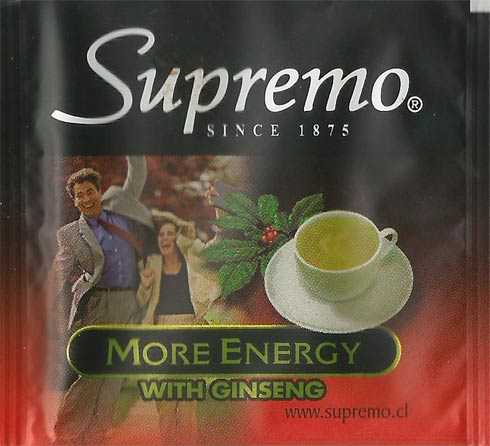 Supremo®
SINCE 1875
MORE ENERGY
WITH GINSENG
www.supremo.cl